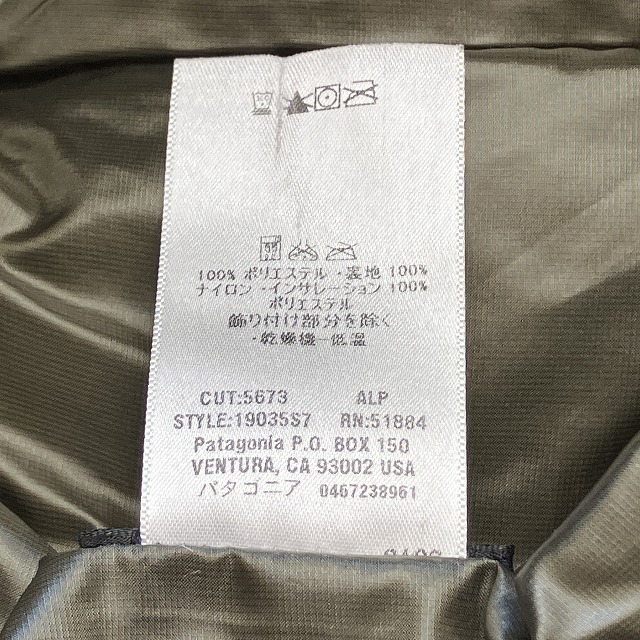 100% ポリエステル・裏地 100%
ナイロン・インサレーション 100%
ポリエステル
飾り付け部分を除く
・乾燥機一低温
CUT:5673 ALP
STYLE:19035S7 RN:51884
Patagonia P.O. BOX 150
VENTURA, CA 93002 USA
パタゴニア 0467238961